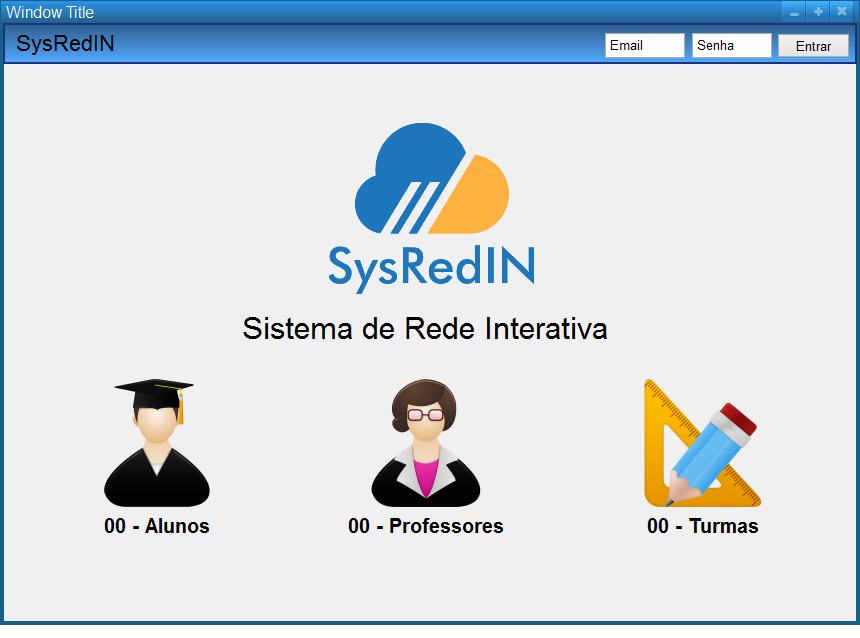 Window Title
SysRedIN
Email
Senha
Entrar
SysRedIN
Sistema de Rede Interativa
00 - Alunos
00 - Professores
00 - Turmas